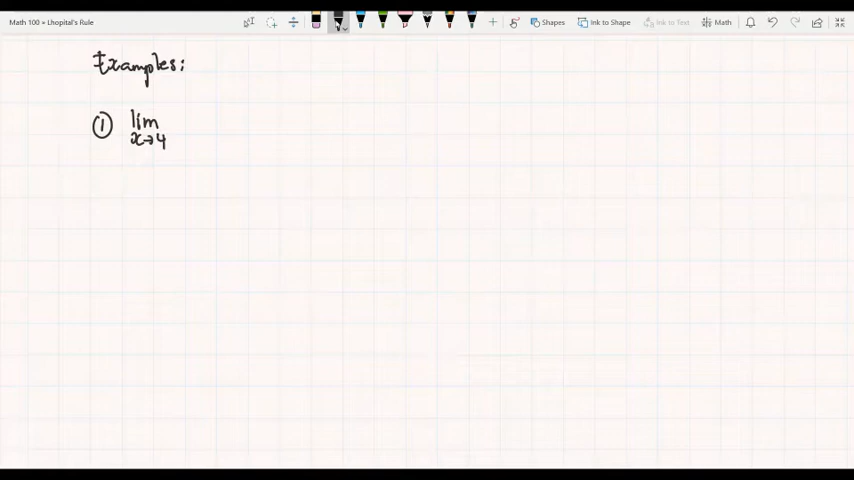 Math 100 » Lhopital's Rule
Shapes Ink to Shape Ink to Text Math
Examples:
① lim
x→4